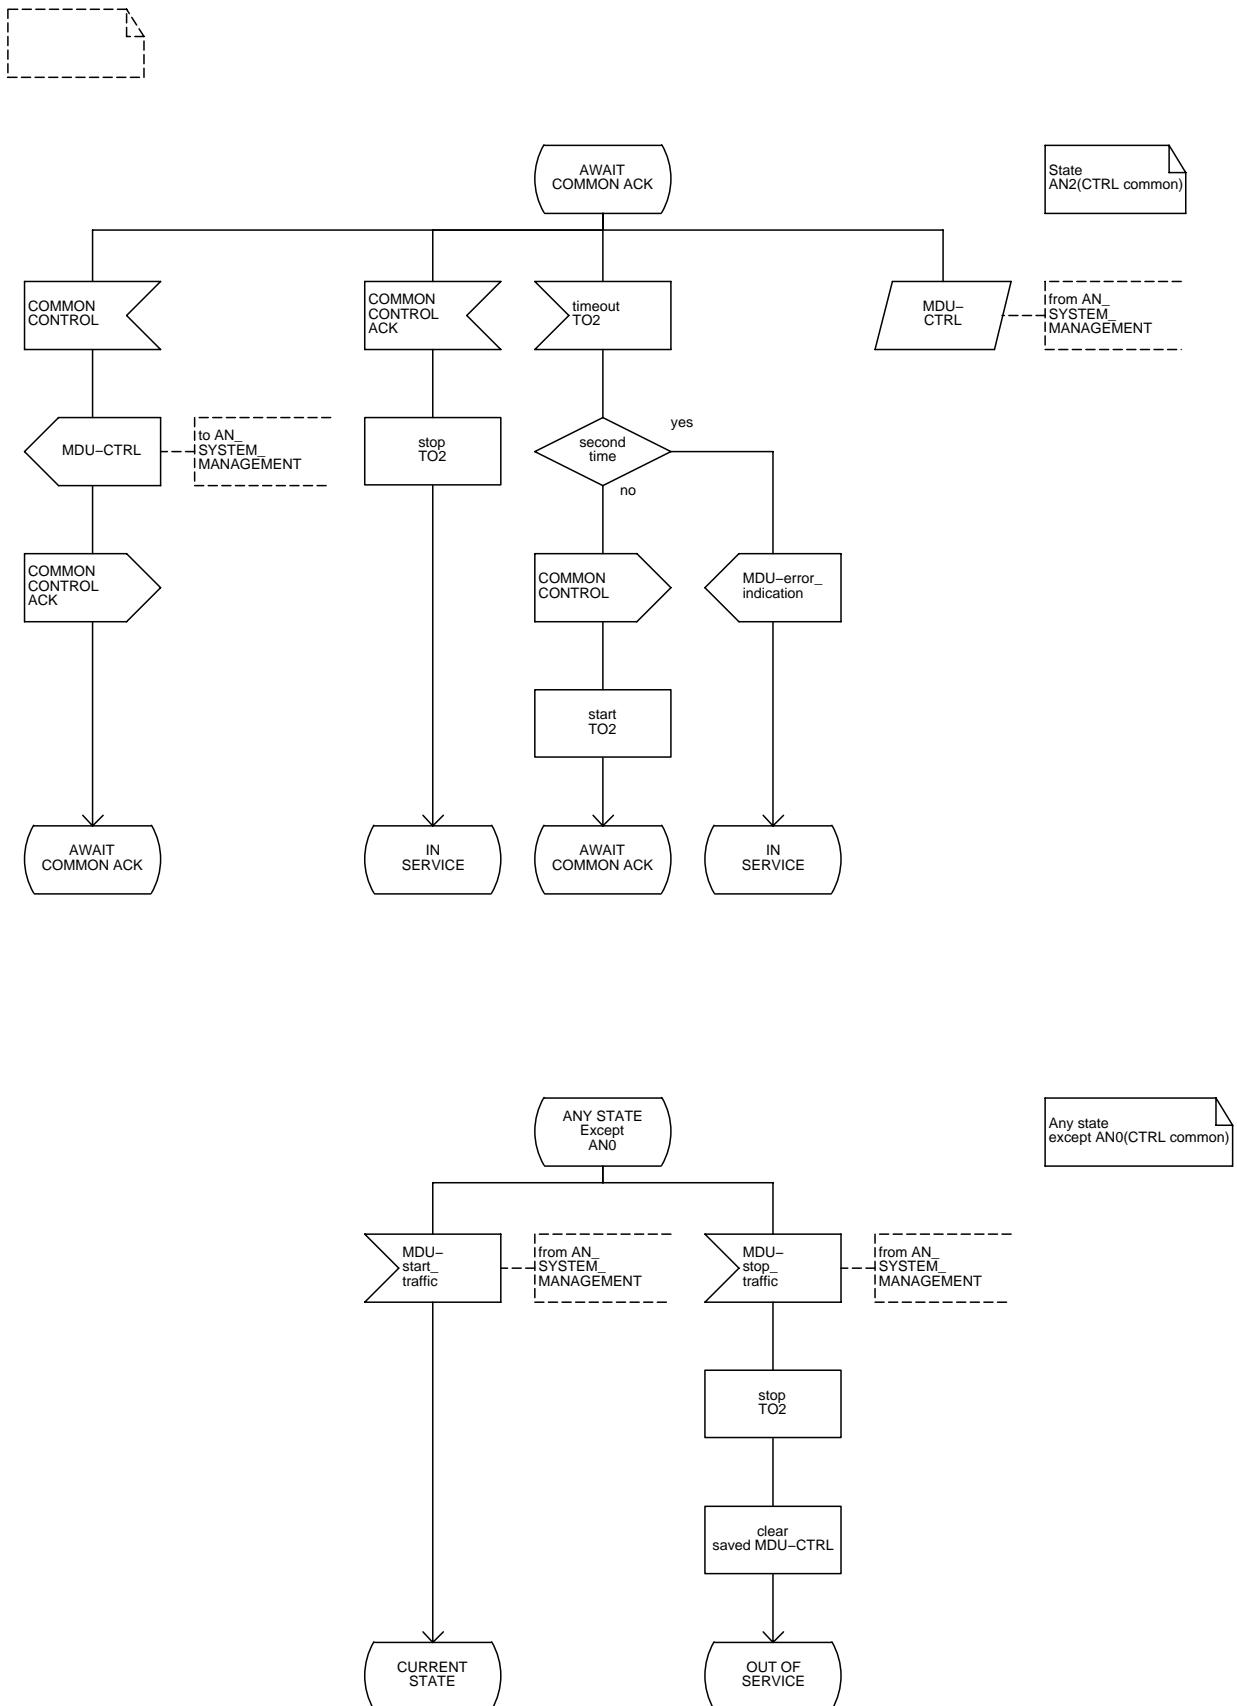 AWAIT
COMMON ACK
State
AN2(CTRL common)
COMMON
CONTROL
COMMON
CONTROL
ACK
timeout
TO2
MDU−
CTRL
from AN_
SYSTEM_
MANAGEMENT
MDU−CTRL
to AN_
SYSTEM_
MANAGEMENT
stop
TO2
second
time
yes
no
COMMON
CONTROL
ACK
COMMON
CONTROL
MDU−error_
indication
start
TO2
AWAIT
COMMON ACK
IN
SERVICE
AWAIT
COMMON ACK
IN
SERVICE
ANY STATE
Except
AN0
Any state
except AN0(CTRL common)
MDU−
start_
traffic
from AN_
SYSTEM_
MANAGEMENT
MDU−
stop_
traffic
from AN_
SYSTEM_
MANAGEMENT
stop
TO2
clear
saved MDU−CTRL
CURRENT
STATE
OUT OF
SERVICE